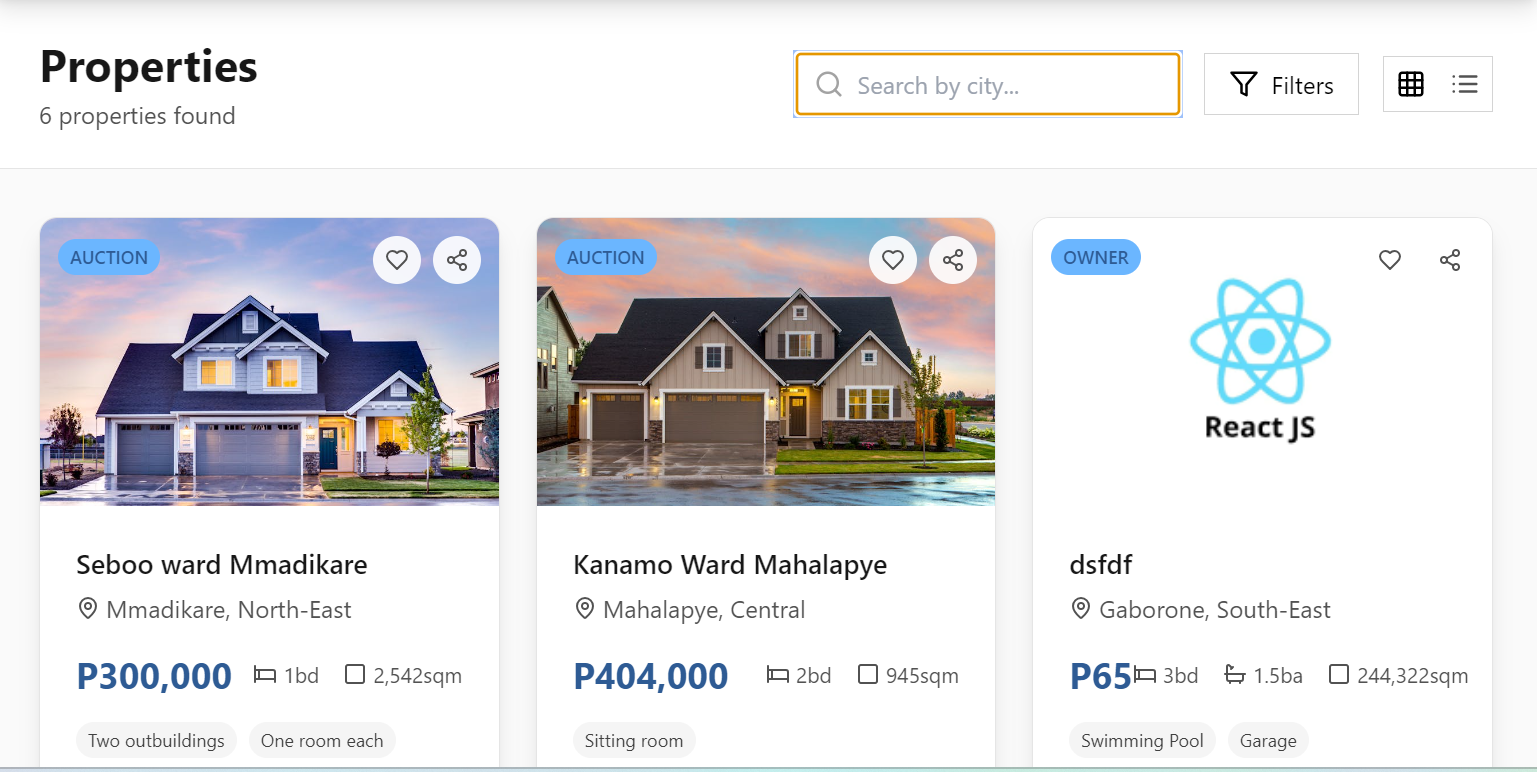 Properties
6 properties found
Search by city...
Filters
AUCTION
Seboo ward Mmadikare
Mmadikare, North-East
P300,000 1bd 2,542sqm
Two outbuildings One room each
AUCTION
Kanamo Ward Mahalapye
Mahalapye, Central
P404,000 2bd 945sqm
Sitting room
OWNER
React JS
dsfdf
Gaborone, South-East
P65 3bd 1.5ba 244,322sqm
Swimming Pool Garage